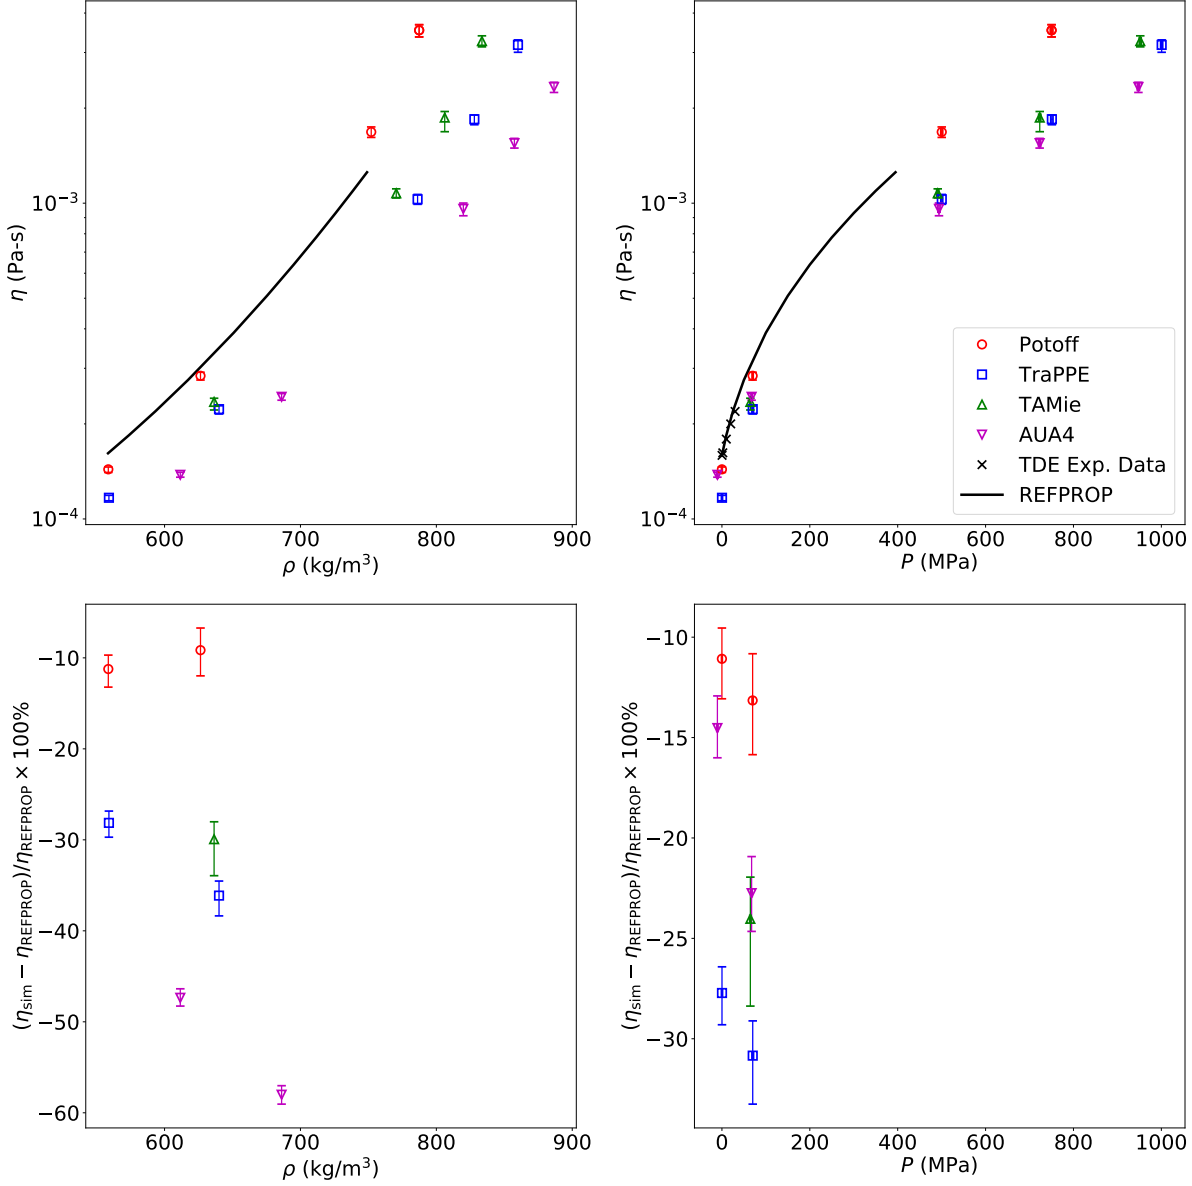 10⁻³
10⁻⁴
η (Pa-s)
600 700 800 900
ρ (kg/m³)
10⁻³
10⁻⁴
η (Pa-s)
Potoff
TraPPE
TAMie
AUA4
TDE Exp. Data
REFPROP
0 200 400 600 800 1000
P (MPa)
−10
−20
−30
−40
−50
−60
(η_sim − η_REFPROP)/η_REFPROP × 100%
600 700 800 900
ρ (kg/m³)
−10
−15
−20
−25
−30
(η_sim − η_REFPROP)/η_REFPROP × 100%
0 200 400 600 800 1000
P (MPa)